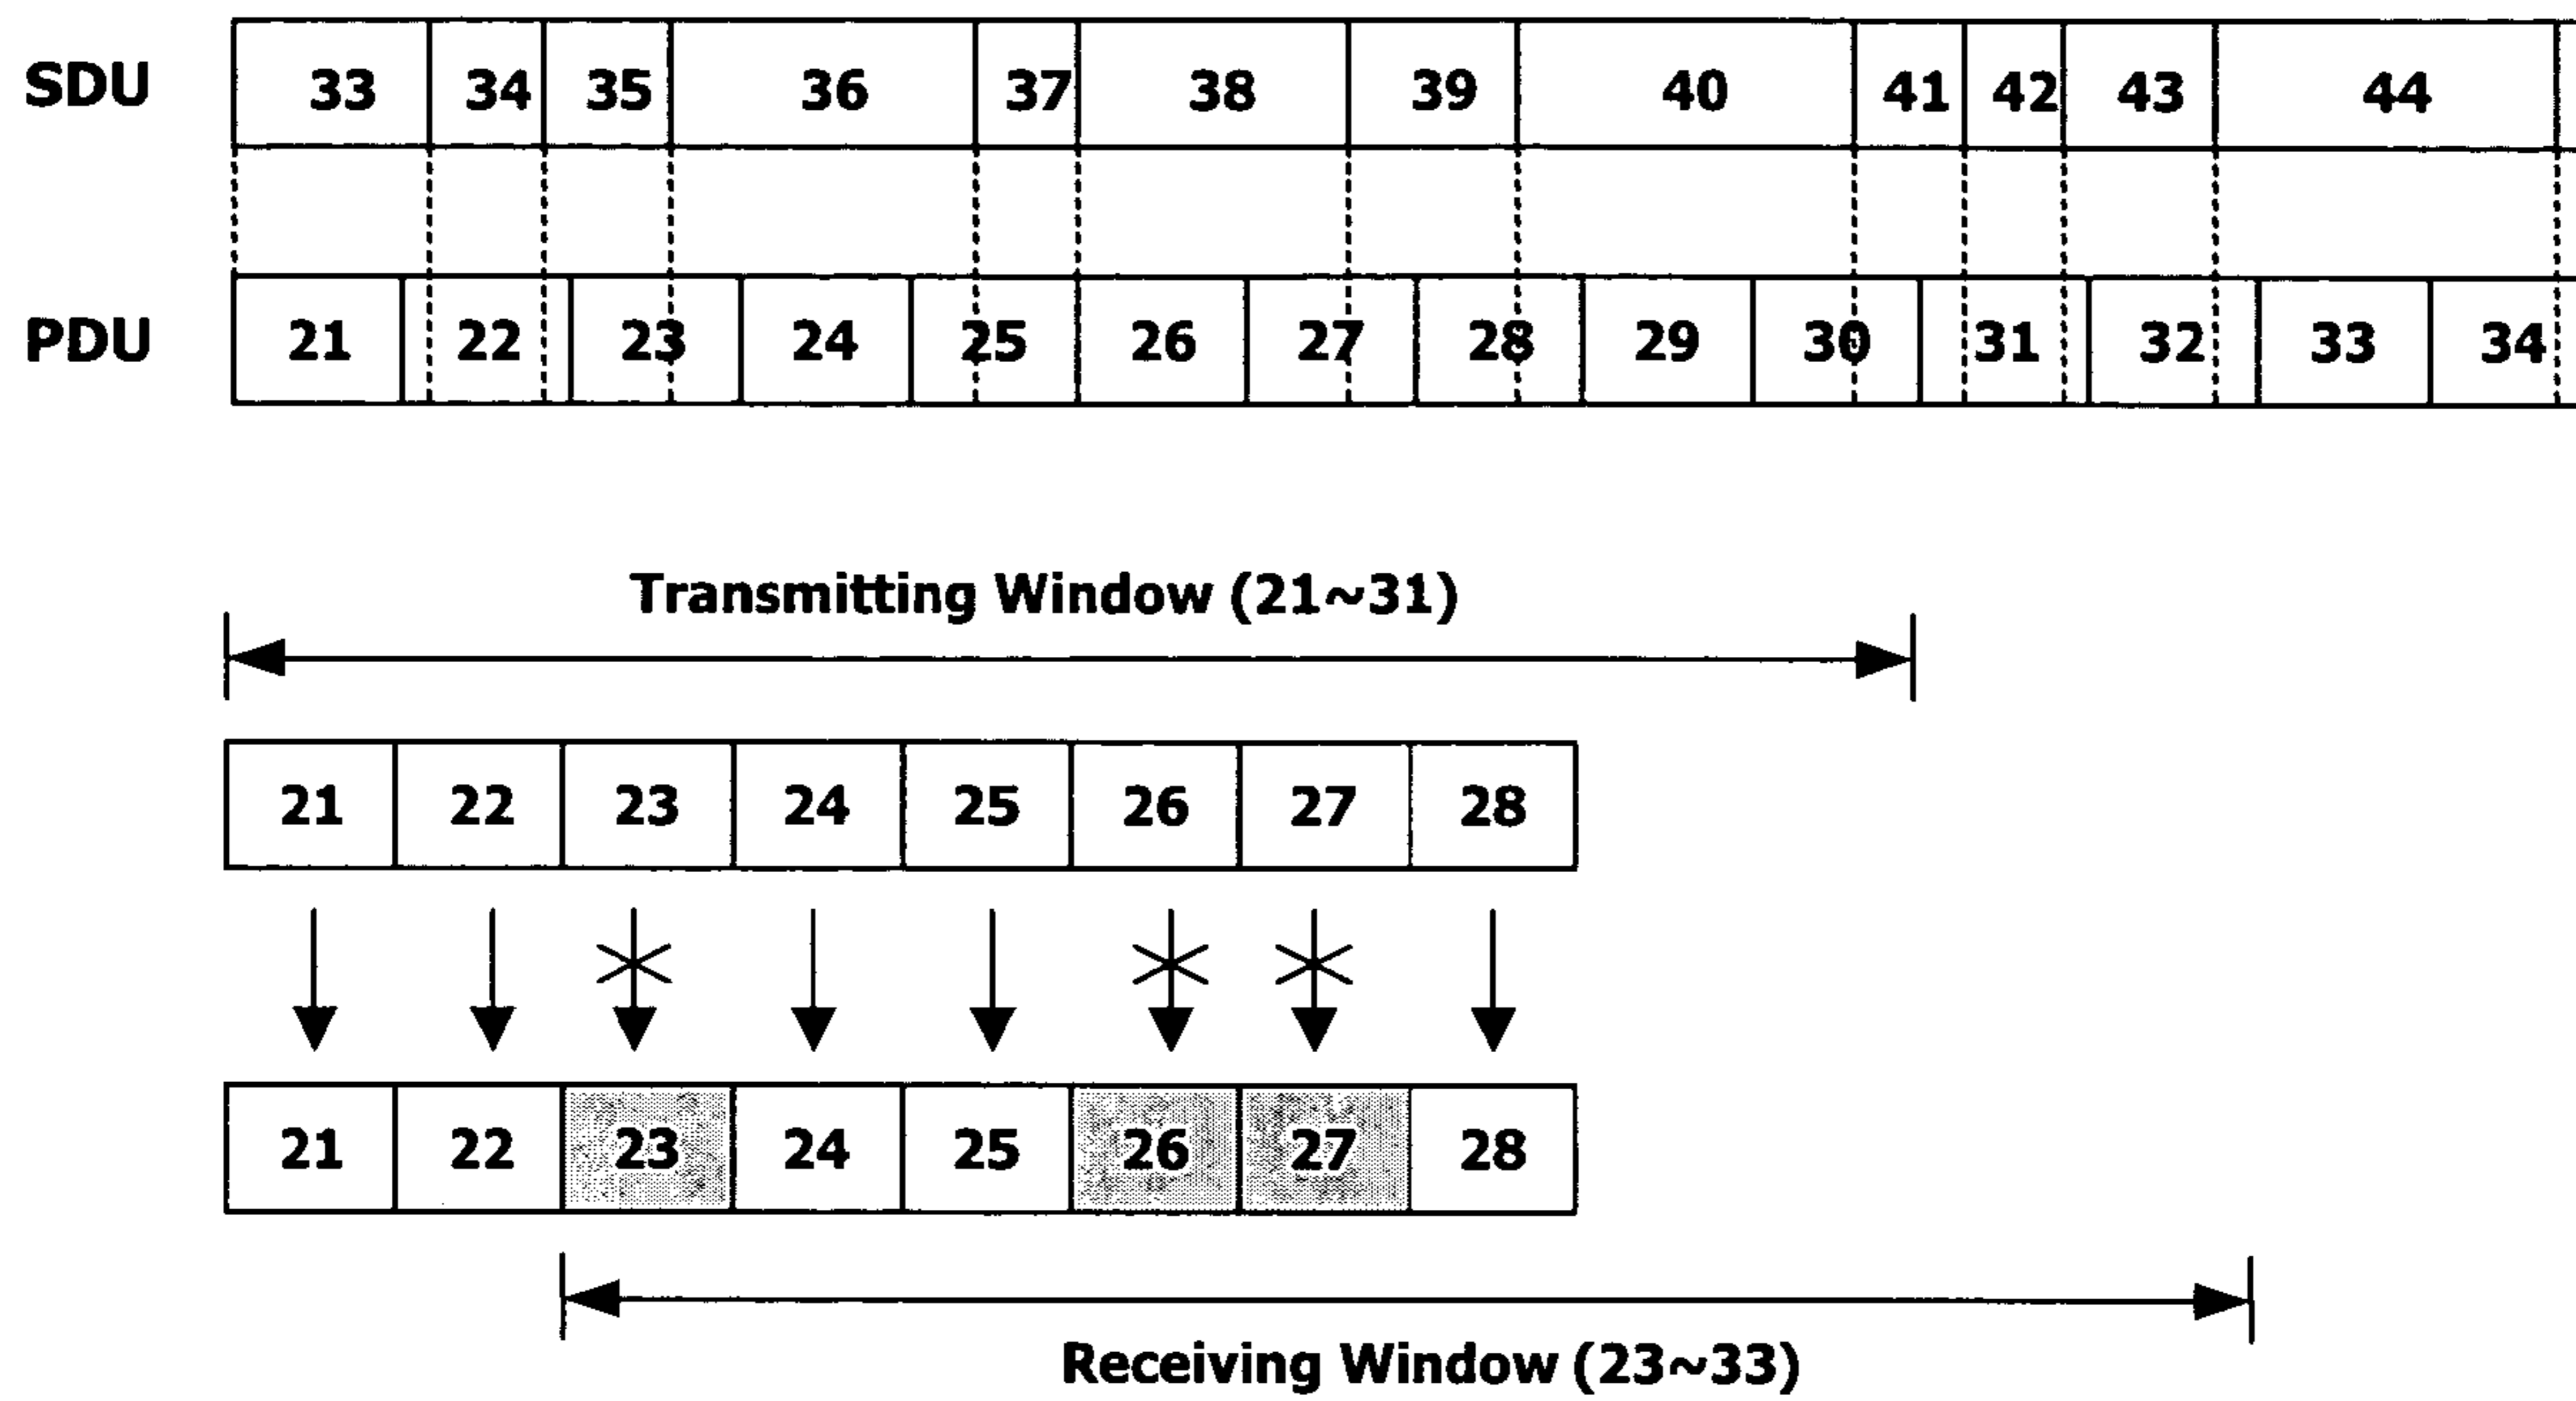 SDU 33 34 35 36 37 38 39 40 41 42 43 44
PDU 21 22 23 24 25 26 27 28 29 30 31 32 33 34
Transmitting Window (21~31)
21 22 23 24 25 26 27 28
21 22 23 24 25 26 27 28
Receiving Window (23~33)